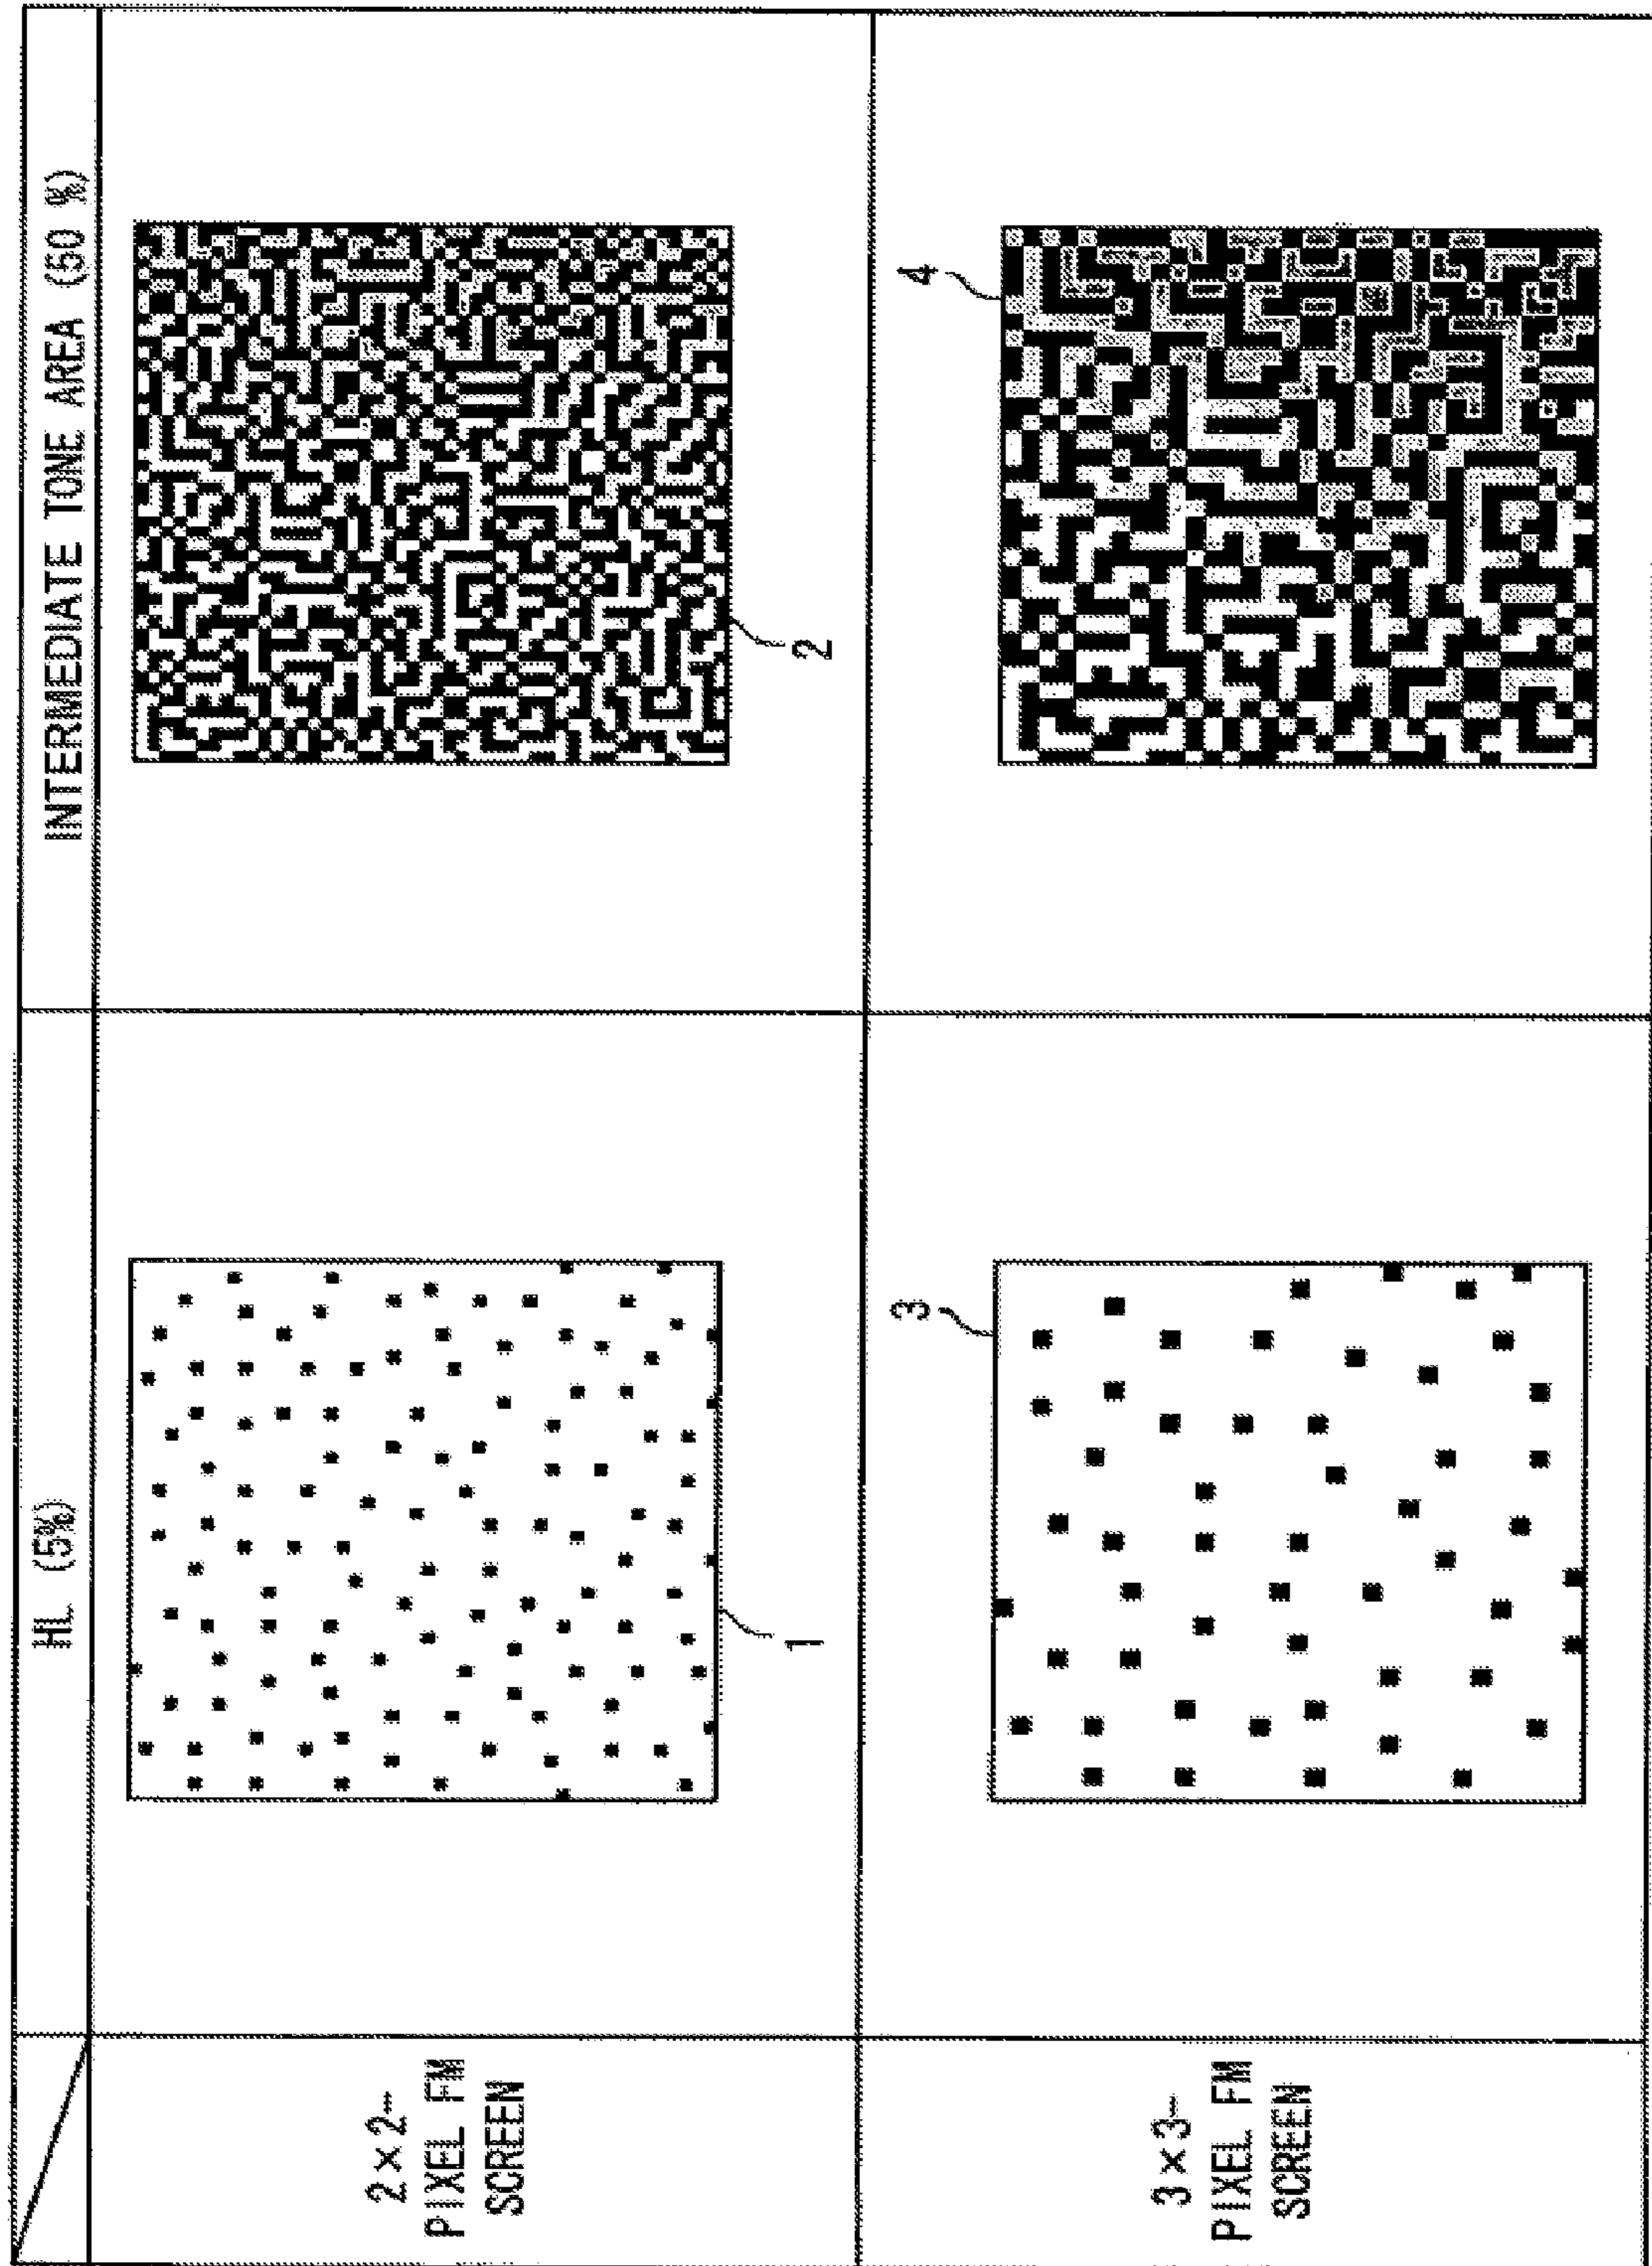 HL (5%)
INTERMEDIATE TONE AREA (50 %)
2×2-
PIXEL FM
SCREEN
1
2
3×3-
PIXEL FM
SCREEN
3
4